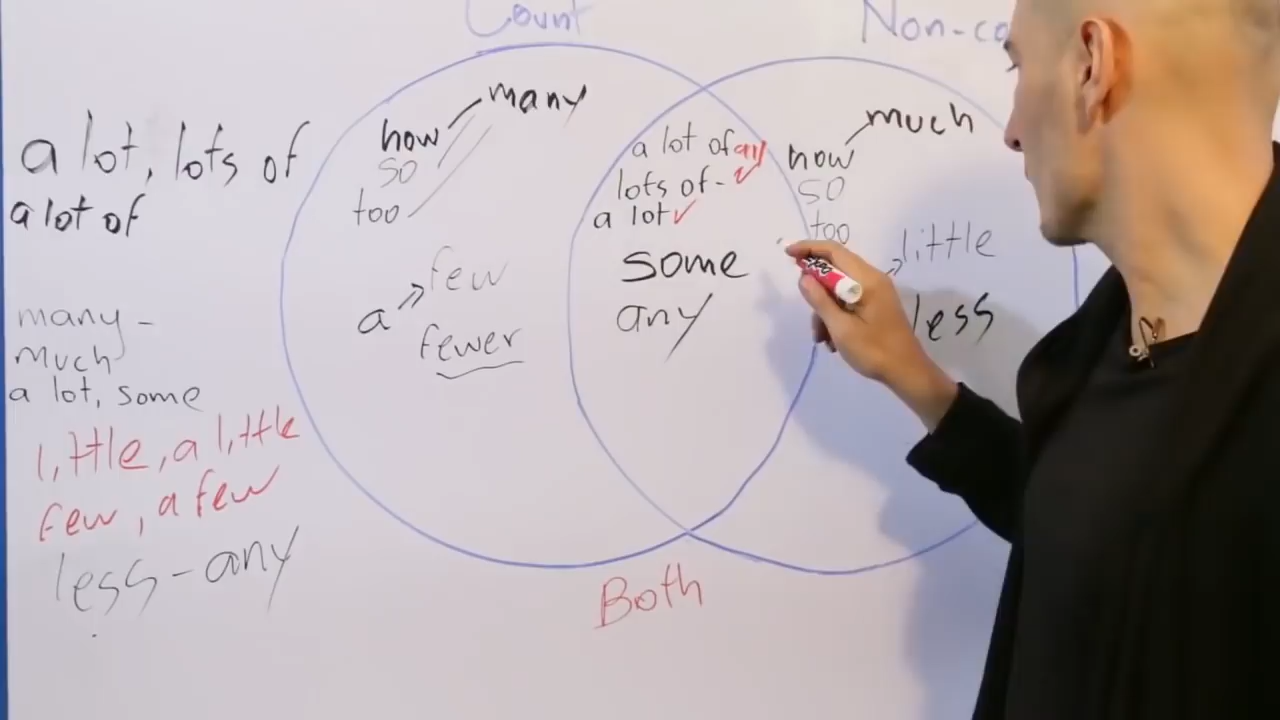 Count
Non-co
a lot, lots of
a lot of
many -
much
a lot, some
little, a little
few, a few
less - any
many
how
so
too
few
a
fewer
a lot of
lots of -
a lot
some
any
much
how
so
too
little
less
Both